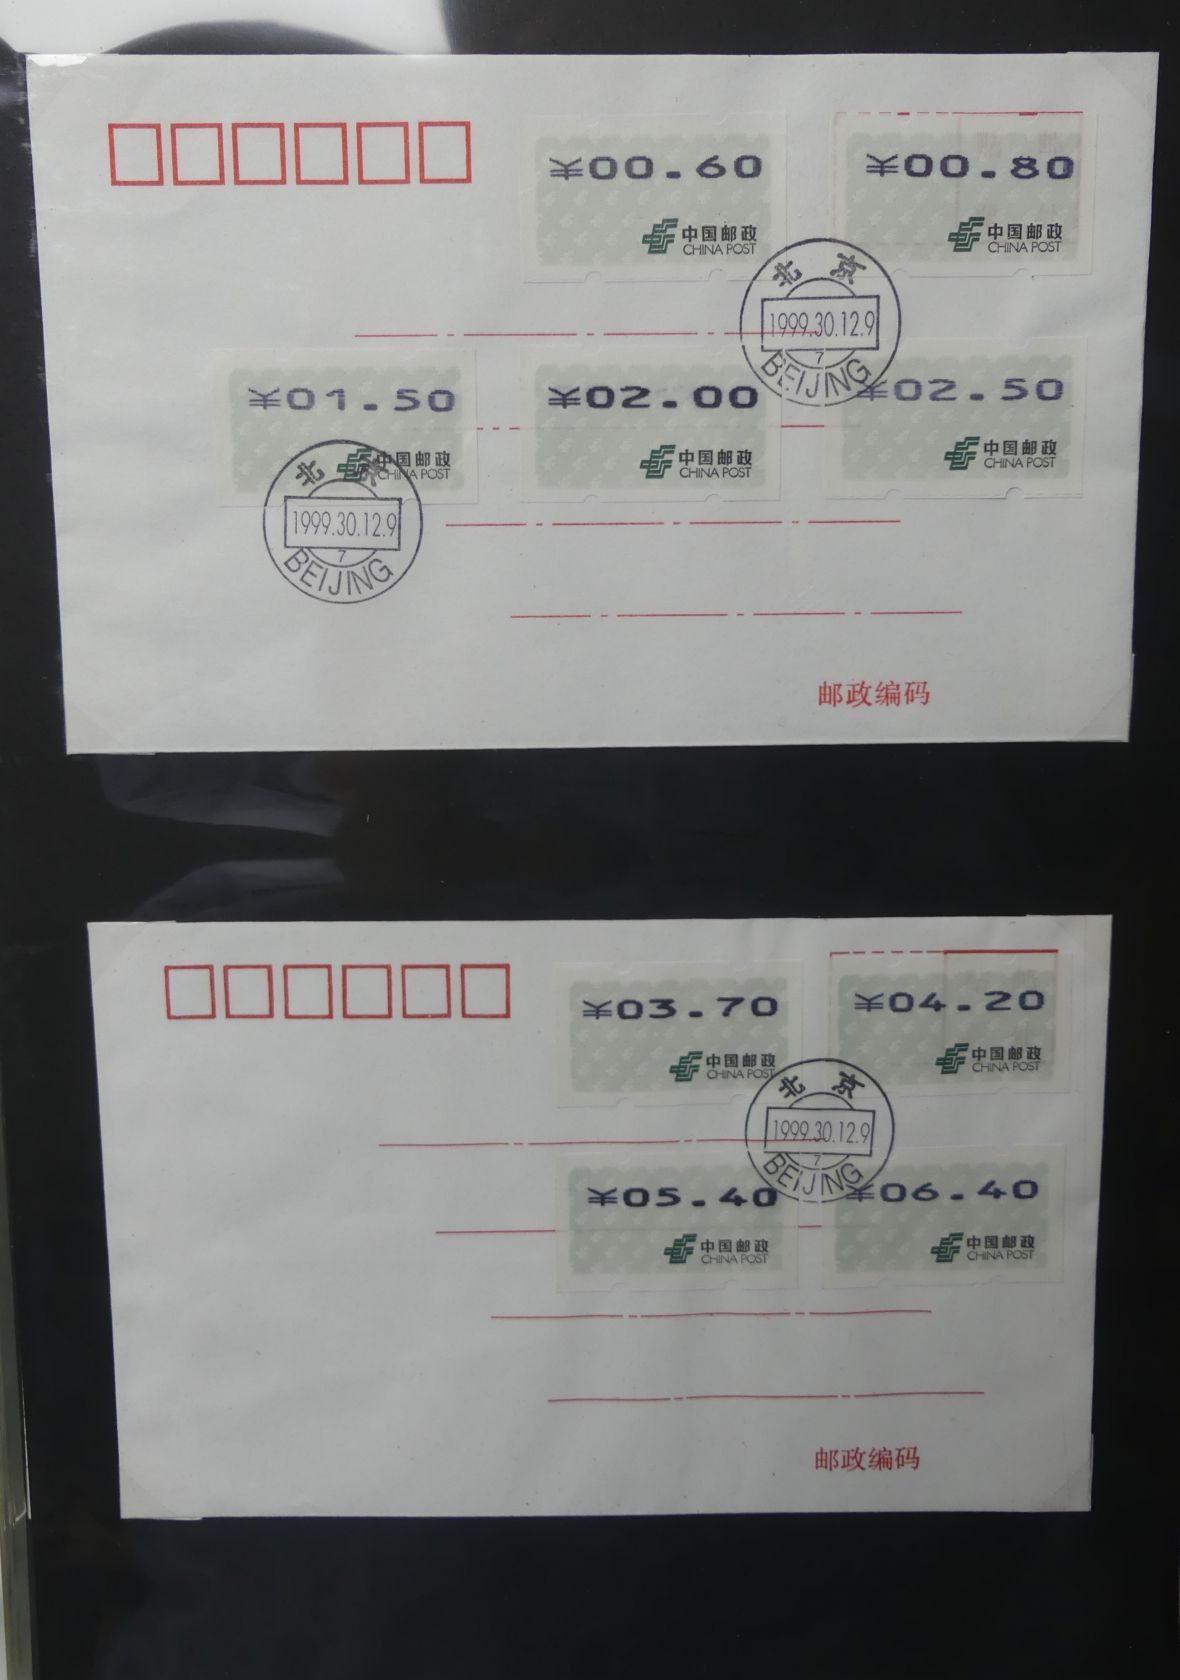 ¥00.60
中国邮政
CHINA POST
¥00.80
中国邮政
CHINA POST
北京
1999.30.12.9
7
BEIJING
¥01.50
中国邮政
CHINA POST
¥02.00
中国邮政
CHINA POST
¥02.50
中国邮政
CHINA POST
北京
1999.30.12.9
7
BEIJING
邮政编码
¥03.70
中国邮政
CHINA POST
¥04.20
中国邮政
CHINA POST
北京
1999.30.12.9
7
BEIJING
¥05.40
中国邮政
CHINA POST
¥06.40
中国邮政
CHINA POST
邮政编码